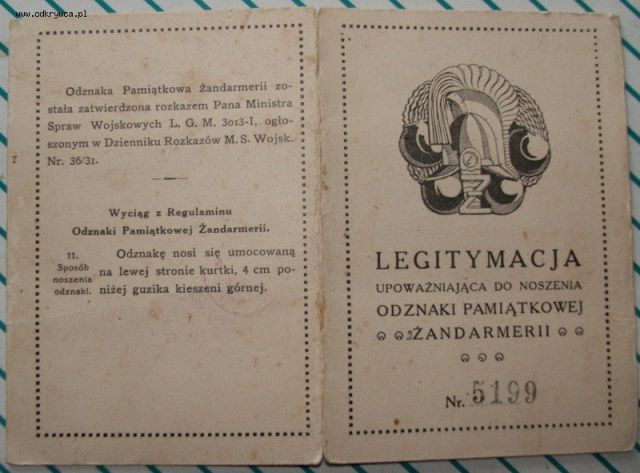 www.odkrywca.pl
Odznaka Pamiątkowa Żandarmerii zo-
stała zatwierdzona rozkazem Pana Ministra
Spraw Wojskowych L. G. M. 3013-I, ogło-
szonym w Dzienniku Rozkazów M. S. Wojsk.
Nr. 36/31.
Wyciąg z Regulaminu
Odznaki Pamiątkowej Żandarmerii.
11.
Sposób
noszenia
odznaki.
Odznakę nosi się umocowaną
na lewej stronie kurtki, 4 cm po-
niżej guzika kieszeni górnej.
LEGITYMACJA
UPOWAŻNIAJĄCA DO NOSZENIA
ODZNAKI PAMIĄTKOWEJ
ŻANDARMERII
Nr. 5199